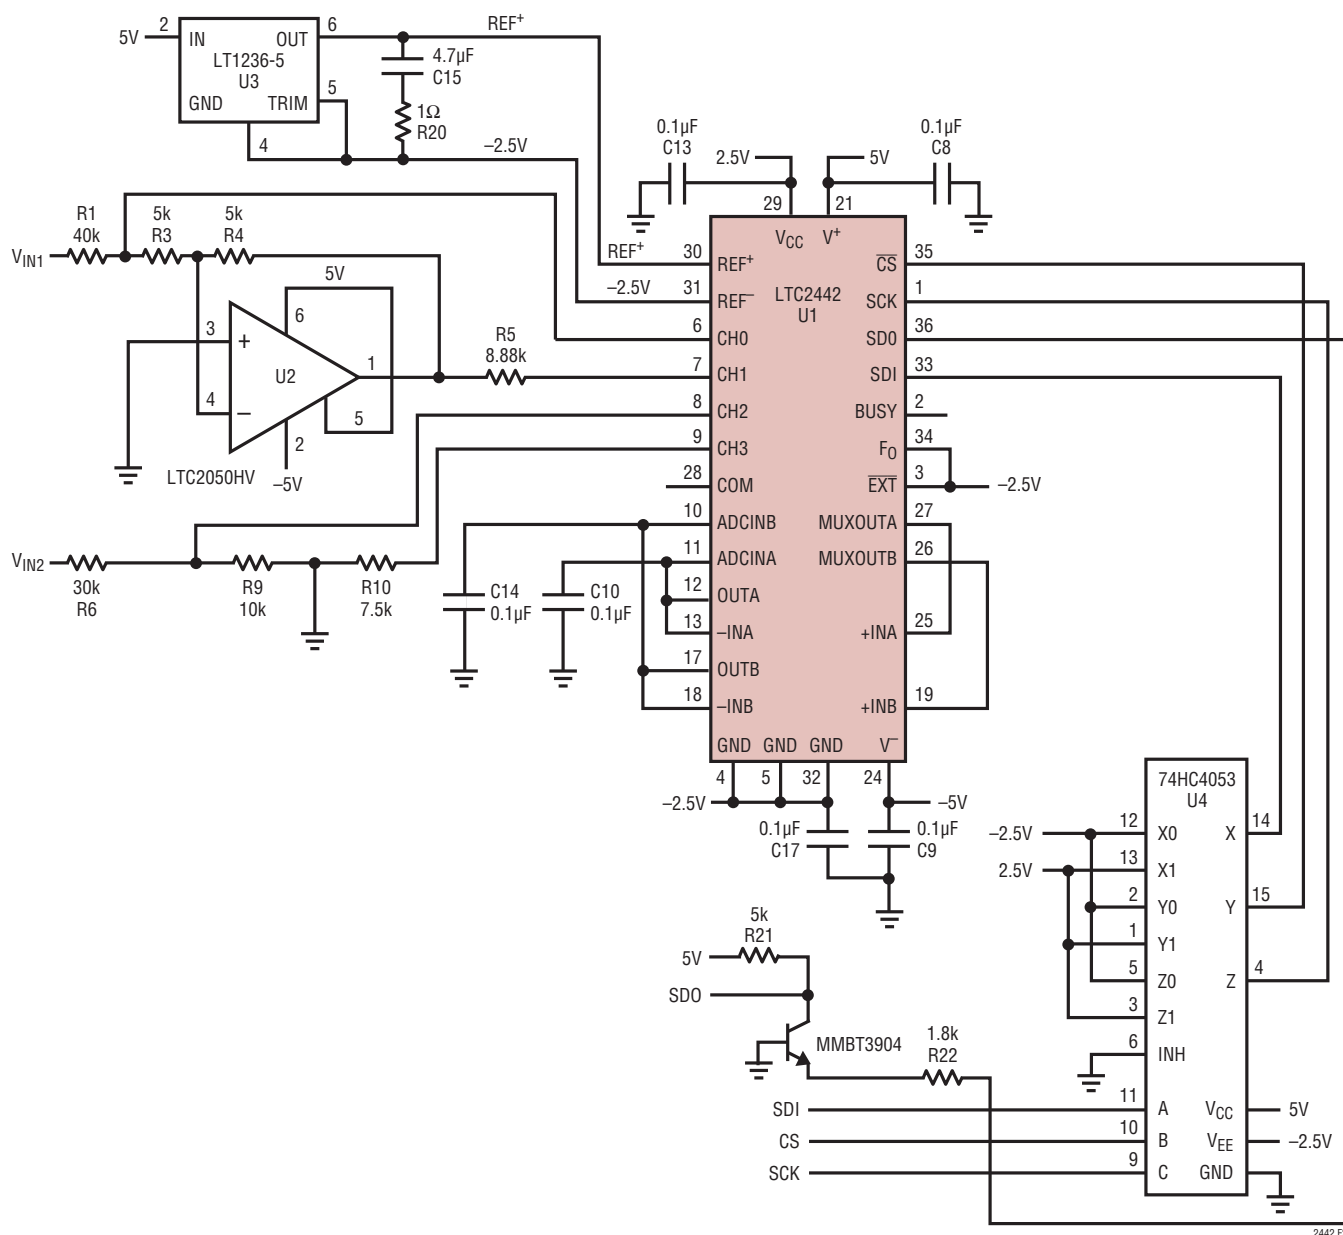 5V
2
IN
OUT
6
REF⁺
LT1236-5
U3
4.7µF
C15
GND
TRIM
5
1Ω
R20
4
–2.5V
0.1µF
C13
2.5V
29
0.1µF
C8
5V
21
R1
40k
5k
R3
5k
R4
V_IN1
5V
6
3
+
U2
1
4
–
5
2
LTC2050HV
–5V
R5
8.88k
V_IN2
30k
R6
R9
10k
R10
7.5k
C14
0.1µF
C10
0.1µF
V_CC
V⁺
LTC2442
U1
REF⁺
30
REF⁺
–2.5V
31
REF⁻
6
CH0
7
CH1
8
CH2
9
CH3
28
COM
10
ADCINB
11
ADCINA
12
OUTA
13
–INA
17
OUTB
18
–INB
C̅S̅
35
SCK
1
SD0
36
SDI
33
BUSY
2
F_O
34
E̅X̅T̅
3
–2.5V
MUXOUTA
27
MUXOUTB
26
+INA
25
+INB
19
GND
GND
GND
V⁻
4
5
32
24
–2.5V
–5V
0.1µF
C17
0.1µF
C9
74HC4053
U4
–2.5V
12
X0
X
14
2.5V
13
X1
2
Y0
Y
15
1
Y1
5
Z0
Z
4
3
Z1
6
INH
11
A
V_CC
5V
10
B
V_EE
–2.5V
9
C
GND
5k
R21
5V
SDO
MMBT3904
1.8k
R22
SDI
CS
SCK